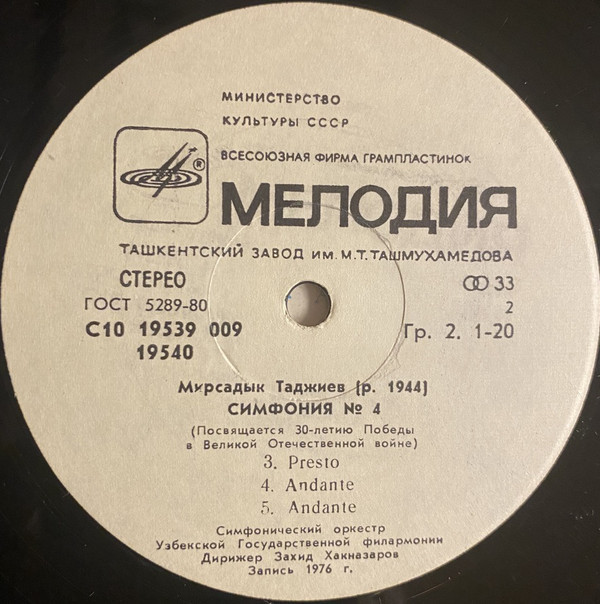 МИНИСТЕРСТВО
КУЛЬТУРЫ СССР
ВСЕСОЮЗНАЯ ФИРМА ГРАМПЛАСТИНОК
®
МЕЛОДИЯ
ТАШКЕНТСКИЙ ЗАВОД ИМ. М.Т. ТАШМУХАМЕДОВА
СТЕРЕО
33
ГОСТ 5289-80
2
С10 19539 009
Гр. 2. 1-20
19540
Мирсадык Таджиев (р. 1944)
СИМФОНИЯ № 4
(Посвящается 30-летию Победы
в Великой Отечественной войне)
3. Presto
4. Andante
5. Andante
Симфонический оркестр
Узбекской Государственной филармонии
Дирижер Захид Хакназаров
Запись 1976 г.